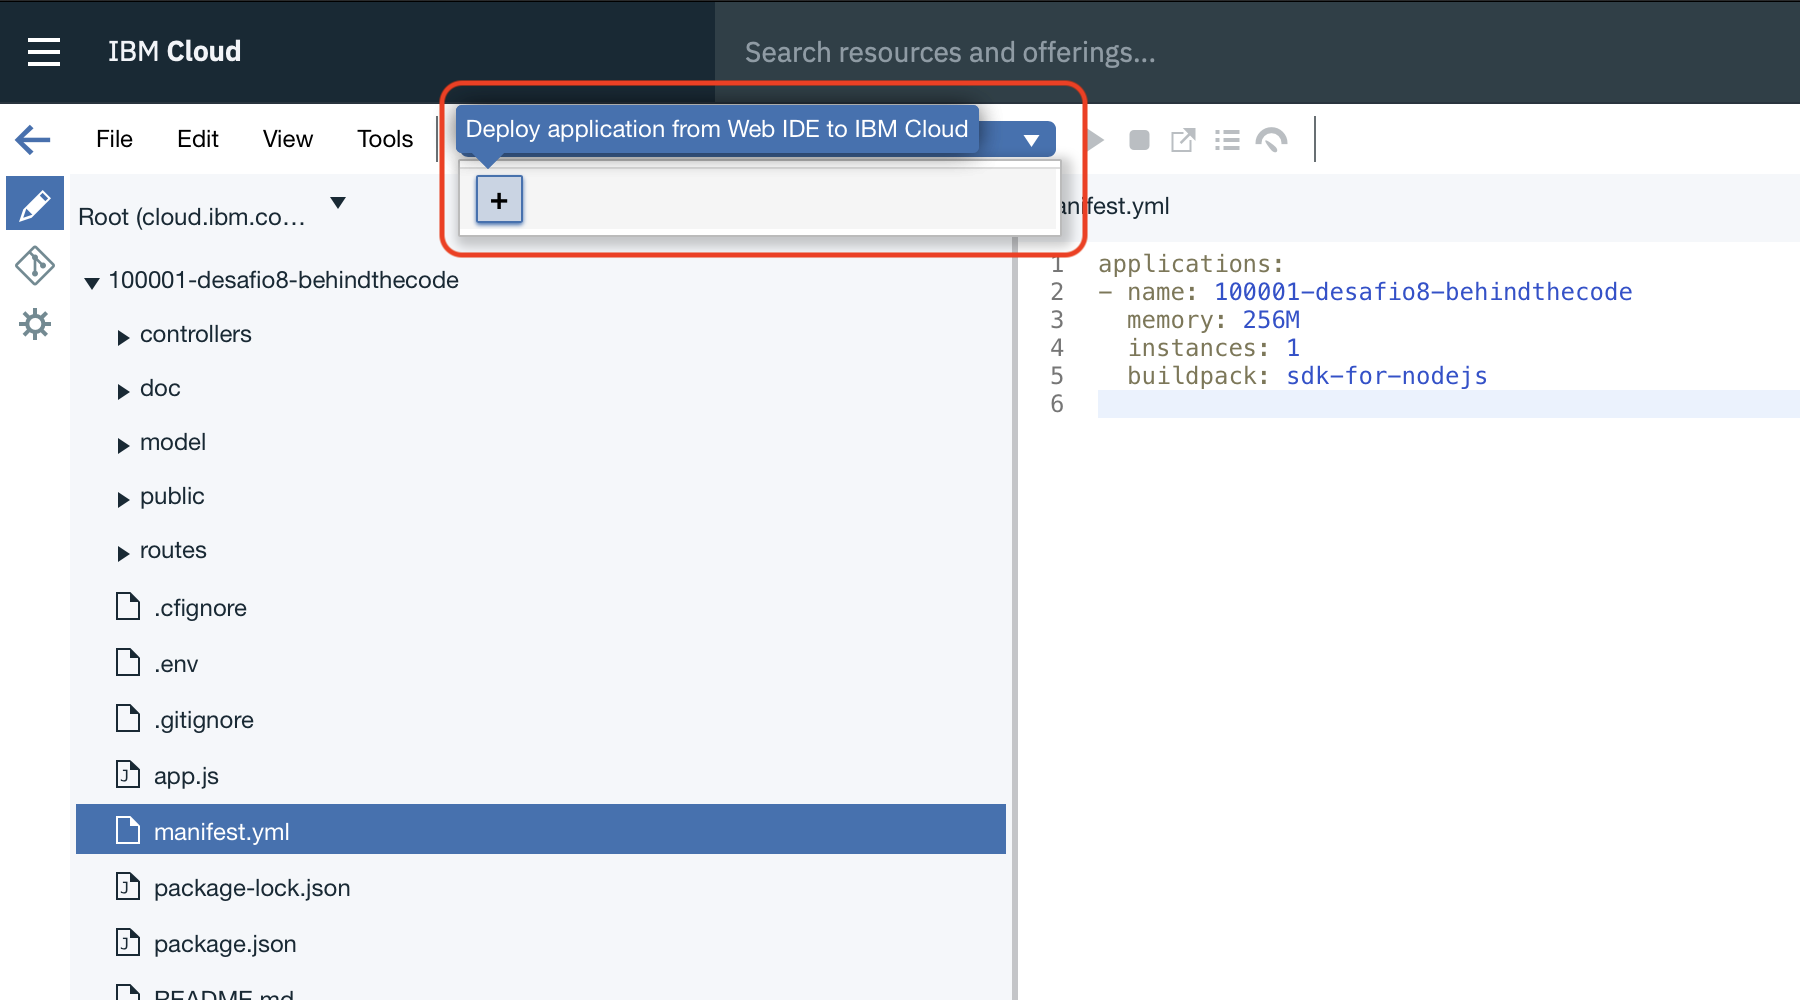 IBM Cloud
Search resources and offerings...
File Edit View Tools
Deploy application from Web IDE to IBM Cloud
+
Root (cloud.ibm.co...
anifest.yml
100001-desafio8-behindthecode
controllers
doc
model
public
routes
.cfignore
.env
.gitignore
app.js
manifest.yml
package-lock.json
package.json
README.md
1 applications:
2 - name: 100001-desafio8-behindthecode
3 memory: 256M
4 instances: 1
5 buildpack: sdk-for-nodejs
6